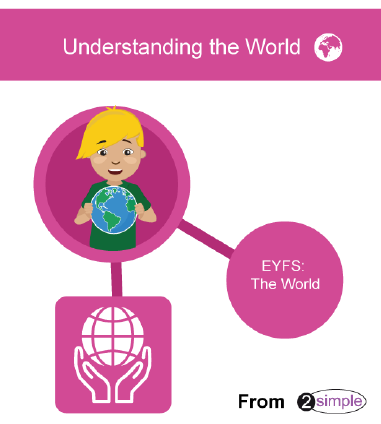 Understanding the World
EYFS:
The World
From 2simple